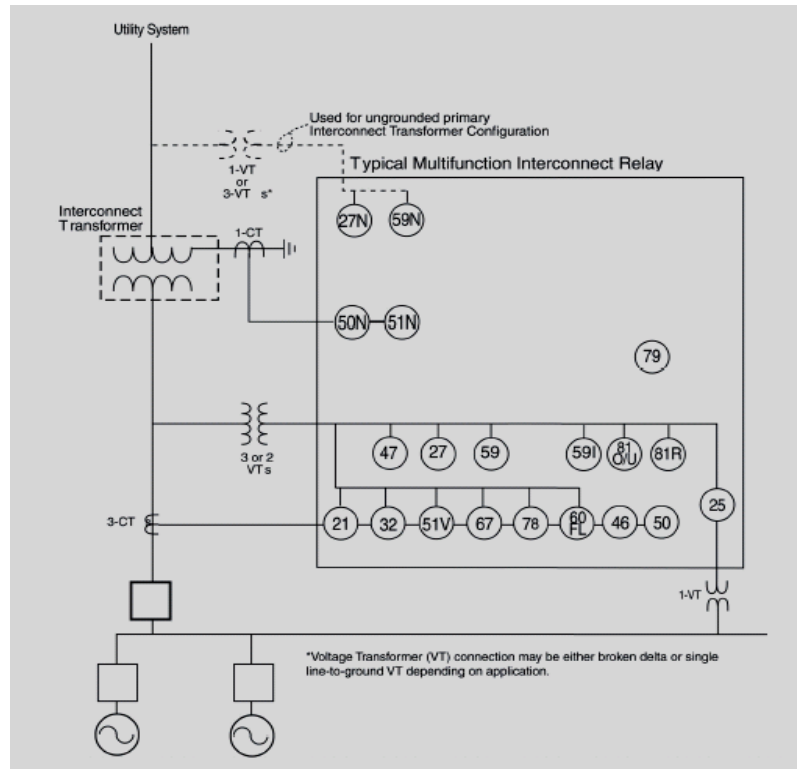 Utility System
Used for ungrounded primary
Interconnect Transformer Configuration
1-VT
or
3-VT s*
Typical Multifunction Interconnect Relay
Interconnect
Transformer
1-CT
27N 59N
50N 51N
79
3 or 2
VTs
47 27 59 59I 81 O/U 81R
25
3-CT
21 32 51V 67 78 60 FL 46 50
1-VT
*Voltage Transformer (VT) connection may be either broken delta or single
line-to-ground VT depending on application.